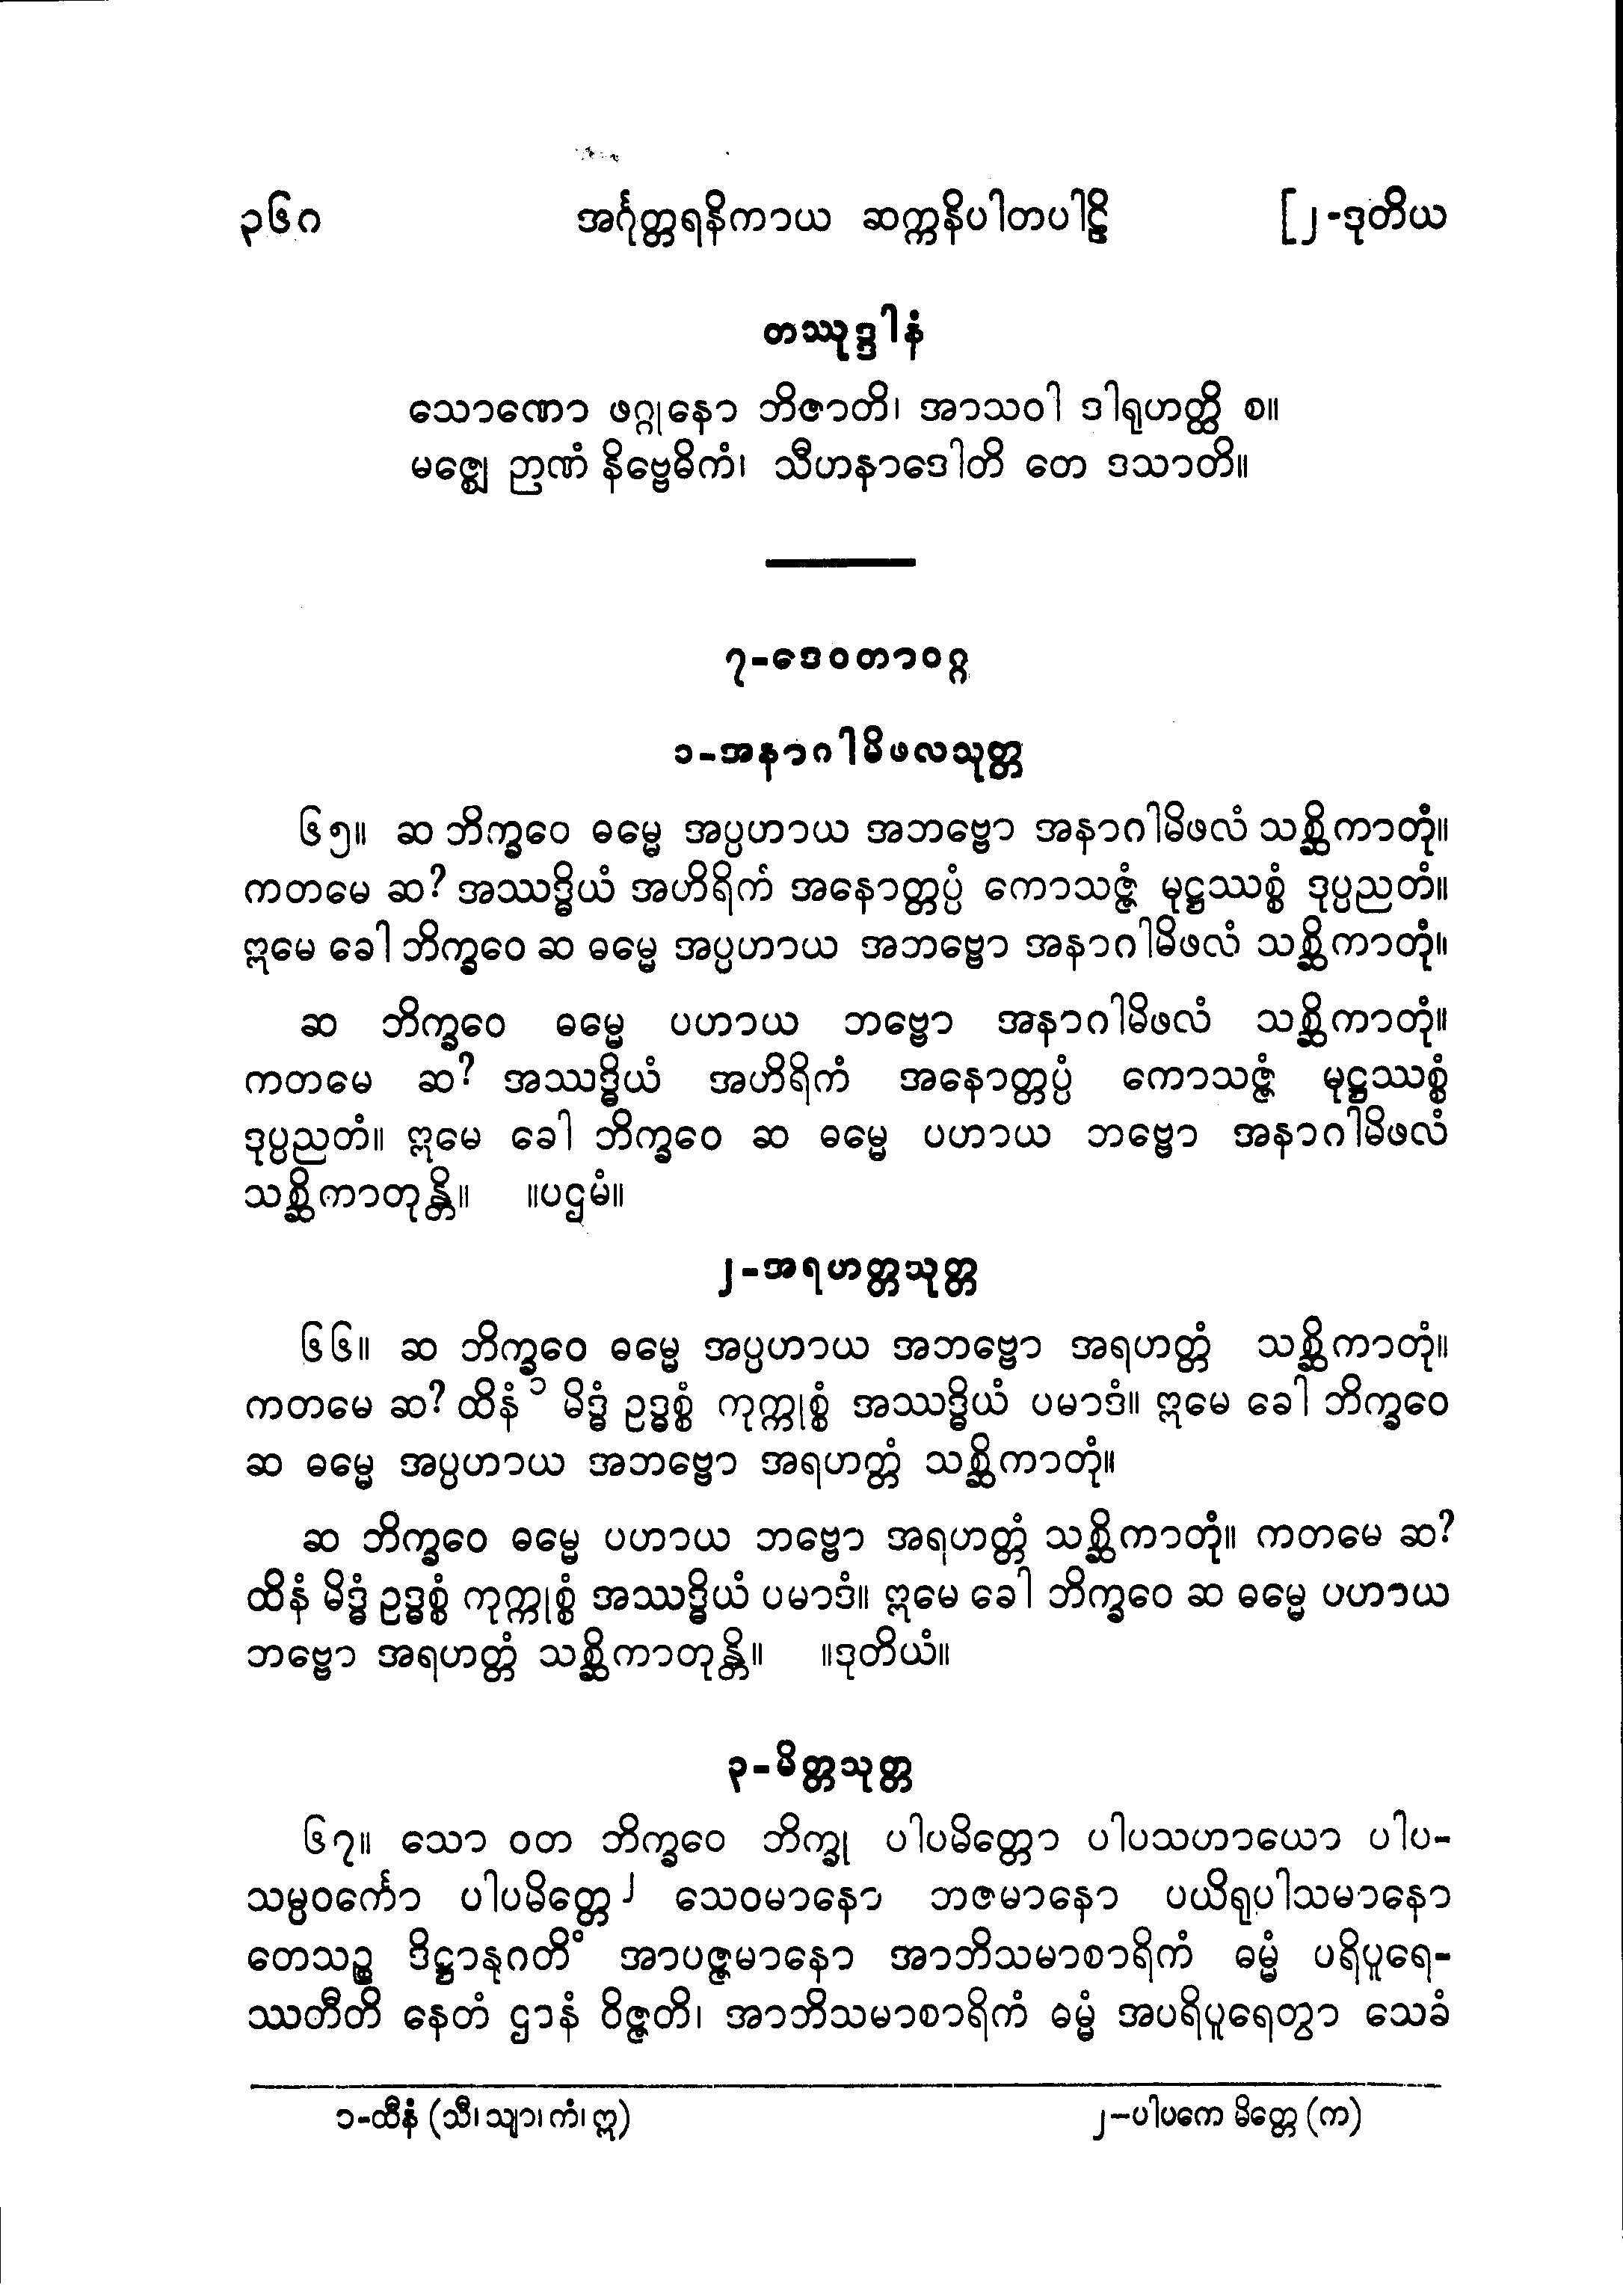 ၃၆ဂ အင်္ဂုတ္တရနိကာယ ဆက္ကနိပါတပါဠိ [၂-ဒုတိယ
တဿုဒ္ဒါနံ
သောဏော ဖဂ္ဂုနော ဘိဇာတိ၊ အာသဝါ ဒါရုဟတ္ထိ စ။
မဇ္ဈေ ဉာဏံ နိဗ္ဗေဓိကံ၊ သီဟနာဒေါတိ တေ ဒသာတိ။
၇-ဒေဝတာဝဂ္ဂ
၁-အနာဂါမိဖလသုတ္တ
၆၅။ ဆ ဘိက္ခဝေ ဓမ္မေ အပ္ပဟာယ အဘဗ္ဗော အနာဂါမိဖလံ သစ္ဆိကာတုံ။
ကတမေ ဆ? အဿဒ္ဓိယံ အဟိရိကံ အနောတ္တပ္ပံ ကောသဇ္ဇံ မုဋ္ဌဿစ္စံ ဒုပ္ပညတံ။
ဣမေ ခေါ ဘိက္ခဝေ ဆ ဓမ္မေ အပ္ပဟာယ အဘဗ္ဗော အနာဂါမိဖလံ သစ္ဆိကာတုံ။
ဆ ဘိက္ခဝေ ဓမ္မေ ပဟာယ ဘဗ္ဗော အနာဂါမိဖလံ သစ္ဆိကာတုံ။
ကတမေ ဆ? အဿဒ္ဓိယံ အဟိရိကံ အနောတ္တပ္ပံ ကောသဇ္ဇံ မုဋ္ဌဿစ္စံ
ဒုပ္ပညတံ။ ဣမေ ခေါ ဘိက္ခဝေ ဆ ဓမ္မေ ပဟာယ ဘဗ္ဗော အနာဂါမိဖလံ
သစ္ဆိကာတုန္တိ။ ။ပဌမံ။
၂-အရဟတ္တသုတ္တ
၆၆။ ဆ ဘိက္ခဝေ ဓမ္မေ အပ္ပဟာယ အဘဗ္ဗော အရဟတ္တံ သစ္ဆိကာတုံ။
ကတမေ ဆ? ထိနံ၁ မိဒ္ဓံ ဥဒ္ဓစ္စံ ကုက္ကုစ္စံ အဿဒ္ဓိယံ ပမာဒံ။ ဣမေ ခေါ ဘိက္ခဝေ
ဆ ဓမ္မေ အပ္ပဟာယ အဘဗ္ဗော အရဟတ္တံ သစ္ဆိကာတုံ။
ဆ ဘိက္ခဝေ ဓမ္မေ ပဟာယ ဘဗ္ဗော အရဟတ္တံ သစ္ဆိကာတုံ။ ကတမေ ဆ?
ထိနံ မိဒ္ဓံ ဥဒ္ဓစ္စံ ကုက္ကုစ္စံ အဿဒ္ဓိယံ ပမာဒံ။ ဣမေ ခေါ ဘိက္ခဝေ ဆ ဓမ္မေ ပဟာယ
ဘဗ္ဗော အရဟတ္တံ သစ္ဆိကာတုန္တိ။ ။ဒုတိယံ။
၃-မိတ္တသုတ္တ
၆၇။ သော ဝတ ဘိက္ခဝေ ဘိက္ခု ပါပမိတ္တော ပါပသဟာယော ပါပ-
သမ္ပဝင်္ကော ပါပမိတ္တေ၂ သေဝမာနော ဘဇမာနော ပယိရုပါသမာနော
တေသဉ္စ ဒိဋ္ဌာနုဂတိံ အာပဇ္ဇမာနော အာဘိသမာစာရိကံ ဓမ္မံ ပရိပူရေ-
ဿတီတိ နေတံ ဌာနံ ဝိဇ္ဇတိ၊ အာဘိသမာစာရိကံ ဓမ္မံ အပရိပူရေတွာ သေခံ
၁-ထီနံ (သီ၊ သျာ၊ ကံ၊ ဣ) ၂-ပါပကေ မိတ္တေ (က)